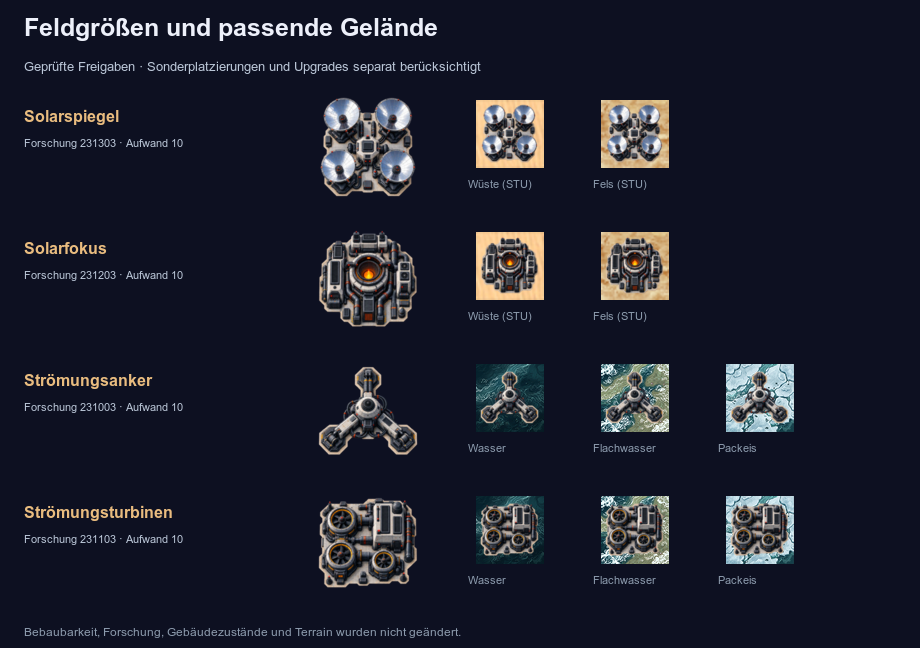 Feldgrößen und passende Gelände
Geprüfte Freigaben · Sonderplatzierungen und Upgrades separat berücksichtigt
Solarspiegel
Forschung 231303 · Aufwand 10
Wüste (STU)
Fels (STU)
Solarfokus
Forschung 231203 · Aufwand 10
Wüste (STU)
Fels (STU)
Strömungsanker
Forschung 231003 · Aufwand 10
Wasser
Flachwasser
Packeis
Strömungsturbinen
Forschung 231103 · Aufwand 10
Wasser
Flachwasser
Packeis
Bebaubarkeit, Forschung, Gebäudezustände und Terrain wurden nicht geändert.